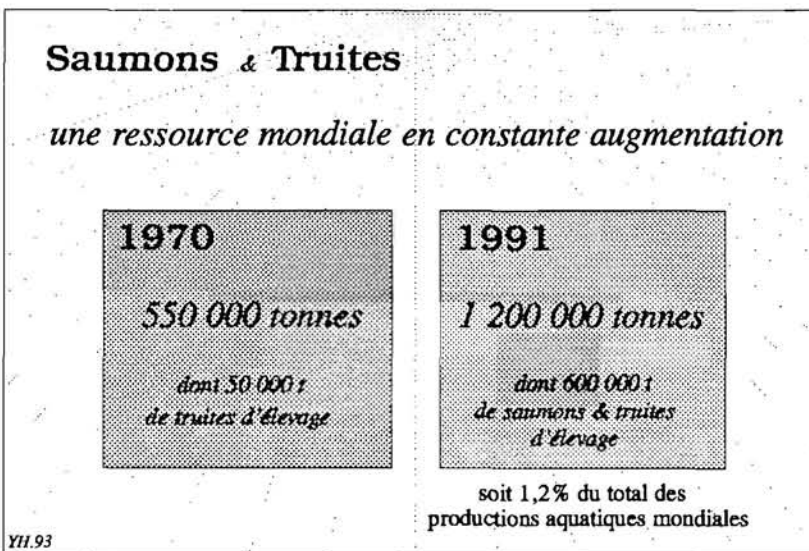 Saumons & Truites
une ressource mondiale en constante augmentation
1970
550 000 tonnes
dont 50 000 t
de truites d'élevage
1991
1 200 000 tonnes
dont 600 000 t
de saumons & truites
d'élevage
soit 1,2% du total des
productions aquatiques mondiales
YH.93